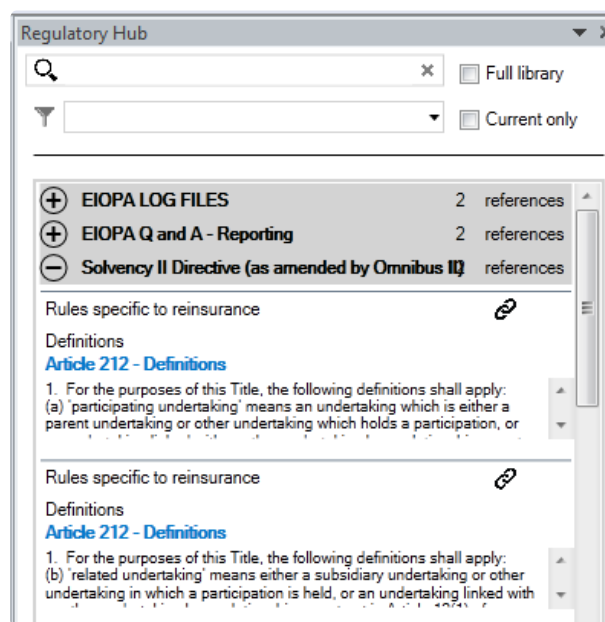 Regulatory Hub
Full library
Current only
EIOPA LOG FILES 2 references
EIOPA Q and A - Reporting 2 references
Solvency II Directive (as amended by Omnibus II) 2 references
Rules specific to reinsurance
Definitions
Article 212 - Definitions
1. For the purposes of this Title, the following definitions shall apply:
(a) 'participating undertaking' means an undertaking which is either a
parent undertaking or other undertaking which holds a participation, or
Rules specific to reinsurance
Definitions
Article 212 - Definitions
1. For the purposes of this Title, the following definitions shall apply:
(b) 'related undertaking' means either a subsidiary undertaking or other
undertaking in which a participation is held, or an undertaking linked with